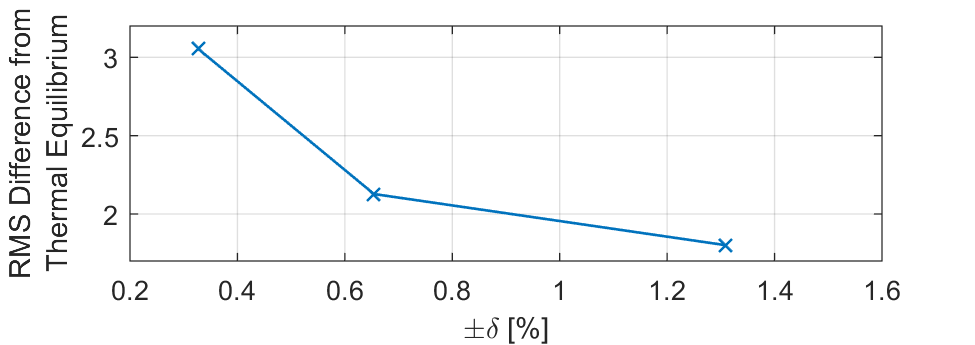 RMS Difference from
Thermal Equilibrium
3
2.5
2
0.2 0.4 0.6 0.8 1 1.2 1.4 1.6
±δ [%]